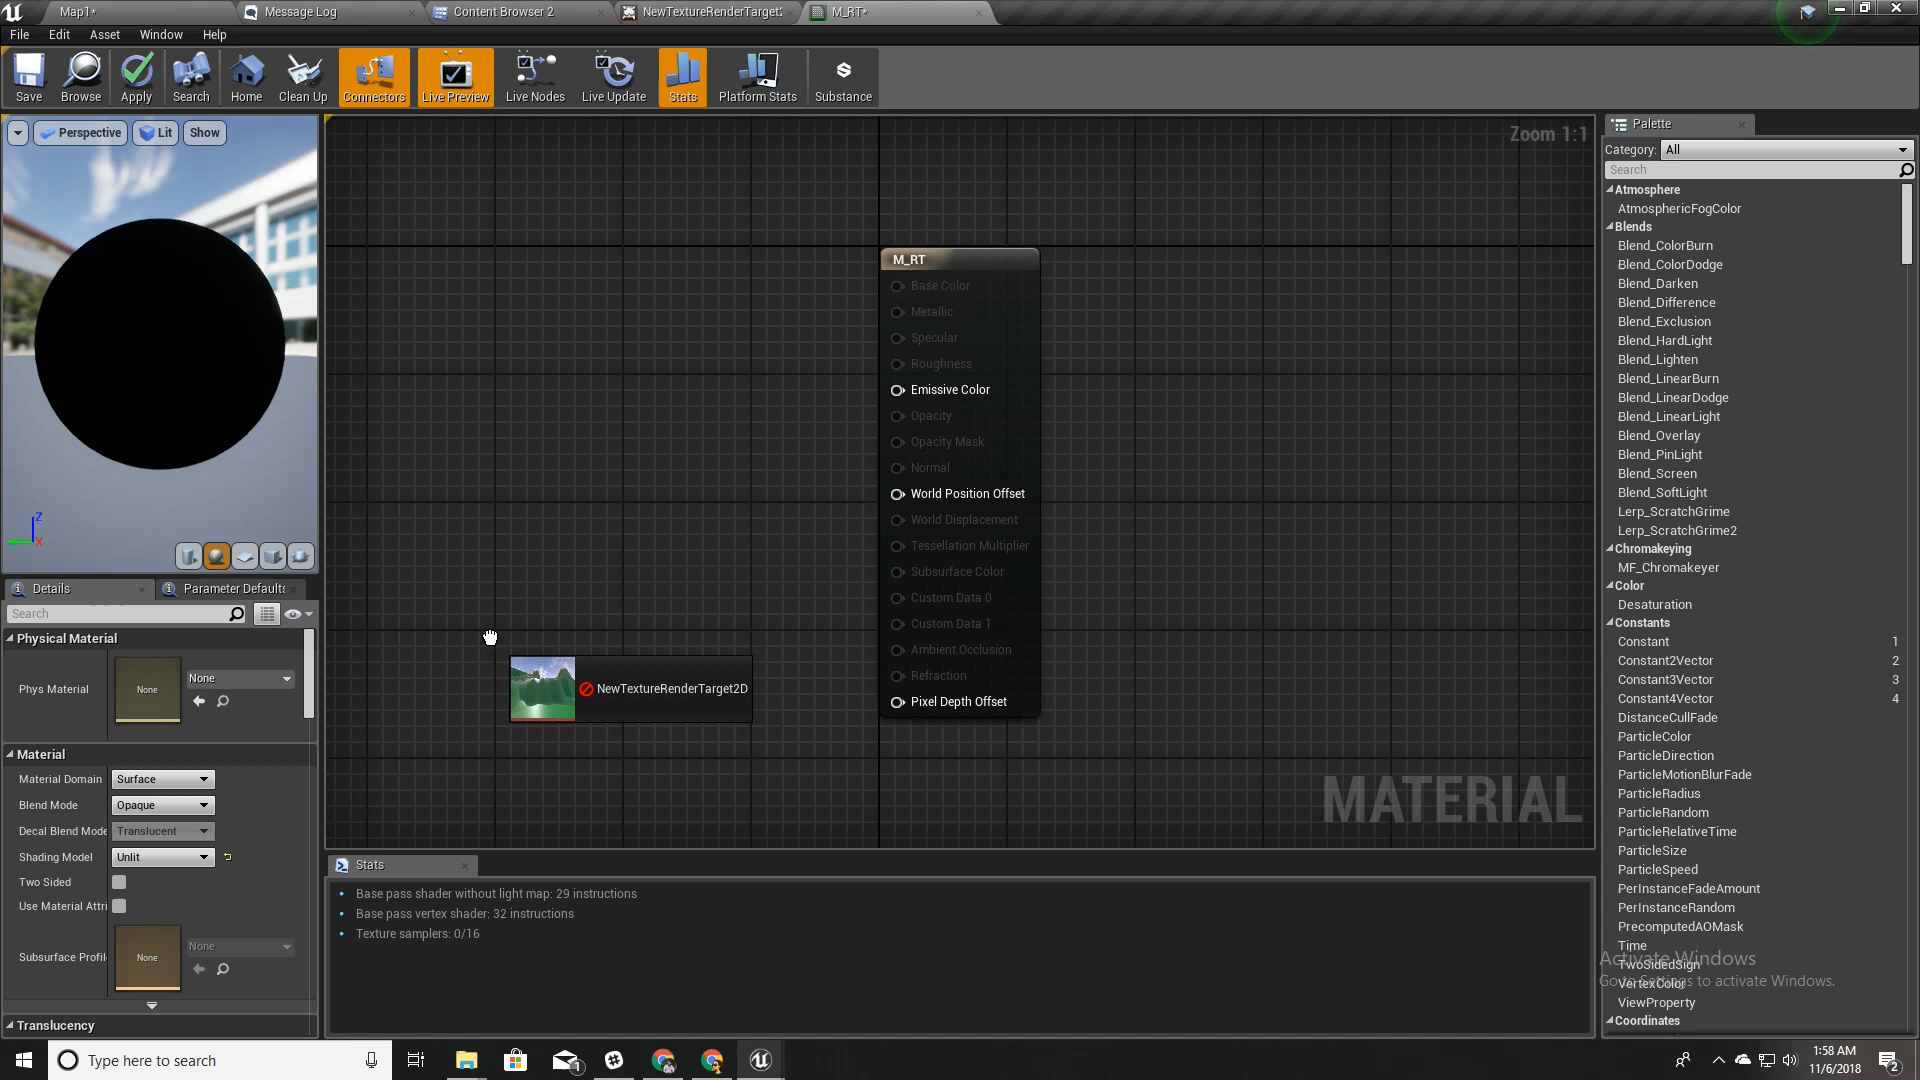 Map1*
Message Log
Content Browser 2
NewTextureRenderTarget2
M_RT*
File Edit Asset Window Help
Save Browse Apply Search Home Clean Up Connectors Live Preview Live Nodes Live Update Stats Platform Stats Substance
Perspective Lit Show
Zoom 1:1
Palette
Category: All
Search
Atmosphere
AtmosphericFogColor
Blends
Blend_ColorBurn
Blend_ColorDodge
Blend_Darken
Blend_Difference
Blend_Exclusion
Blend_HardLight
Blend_Lighten
Blend_LinearBurn
Blend_LinearDodge
Blend_LinearLight
Blend_Overlay
Blend_PinLight
Blend_Screen
Blend_SoftLight
Lerp_ScratchGrime
Lerp_ScratchGrime2
Chromakeying
MF_Chromakeyer
Color
Desaturation
Constants
Constant 1
Constant2Vector 2
Constant3Vector 3
Constant4Vector 4
DistanceCullFade
ParticleColor
ParticleDirection
ParticleMotionBlurFade
ParticleRadius
ParticleRandom
ParticleRelativeTime
ParticleSize
ParticleSpeed
PerInstanceFadeAmount
PerInstanceRandom
PrecomputedAOMask
Time
TwoSidedSign
VertexColor
ViewProperty
Coordinates
Activate Windows
Go to Settings to activate Windows.
M_RT
Base Color
Metallic
Specular
Roughness
Emissive Color
Opacity
Opacity Mask
Normal
World Position Offset
World Displacement
Tessellation Multiplier
Subsurface Color
Custom Data 0
Custom Data 1
Ambient Occlusion
Refraction
Pixel Depth Offset
NewTextureRenderTarget2D
MATERIAL
Z
X
Details
Parameter Defaults
Search
Physical Material
Phys Material
None
None
Material
Material Domain Surface
Blend Mode Opaque
Decal Blend Mode Translucent
Shading Model Unlit
Two Sided
Use Material Attri
Subsurface Profil
None
None
Translucency
Stats
Base pass shader without light map: 29 instructions
Base pass vertex shader: 32 instructions
Texture samplers: 0/16
Type here to search
1
1:58 AM
11/6/2018
2